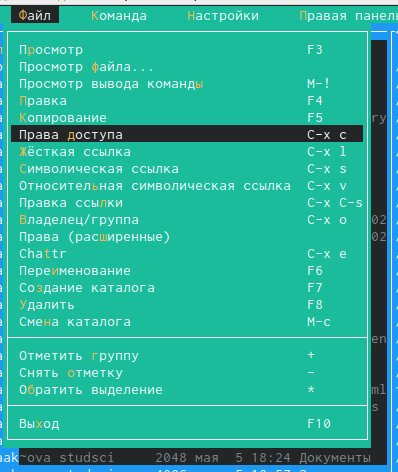 Файл Команда Настройки Правая панель
Просмотр F3
Просмотр файла...
Просмотр вывода команды M-!
Правка F4
Копирование F5
Права доступа C-x c
Жёсткая ссылка C-x l
Символическая ссылка C-x s
Относительная символическая ссылка C-x v
Правка ссылки C-x C-s
Владелец/группа C-x o
Права (расширенные)
Chattr C-x e
Переименование F6
Создание каталога F7
Удалить F8
Смена каталога M-c
Отметить группу +
Снять отметку -
Обратить выделение *
Выход F10
aak~ova studsci 2048 мая 5 18:24 Документы